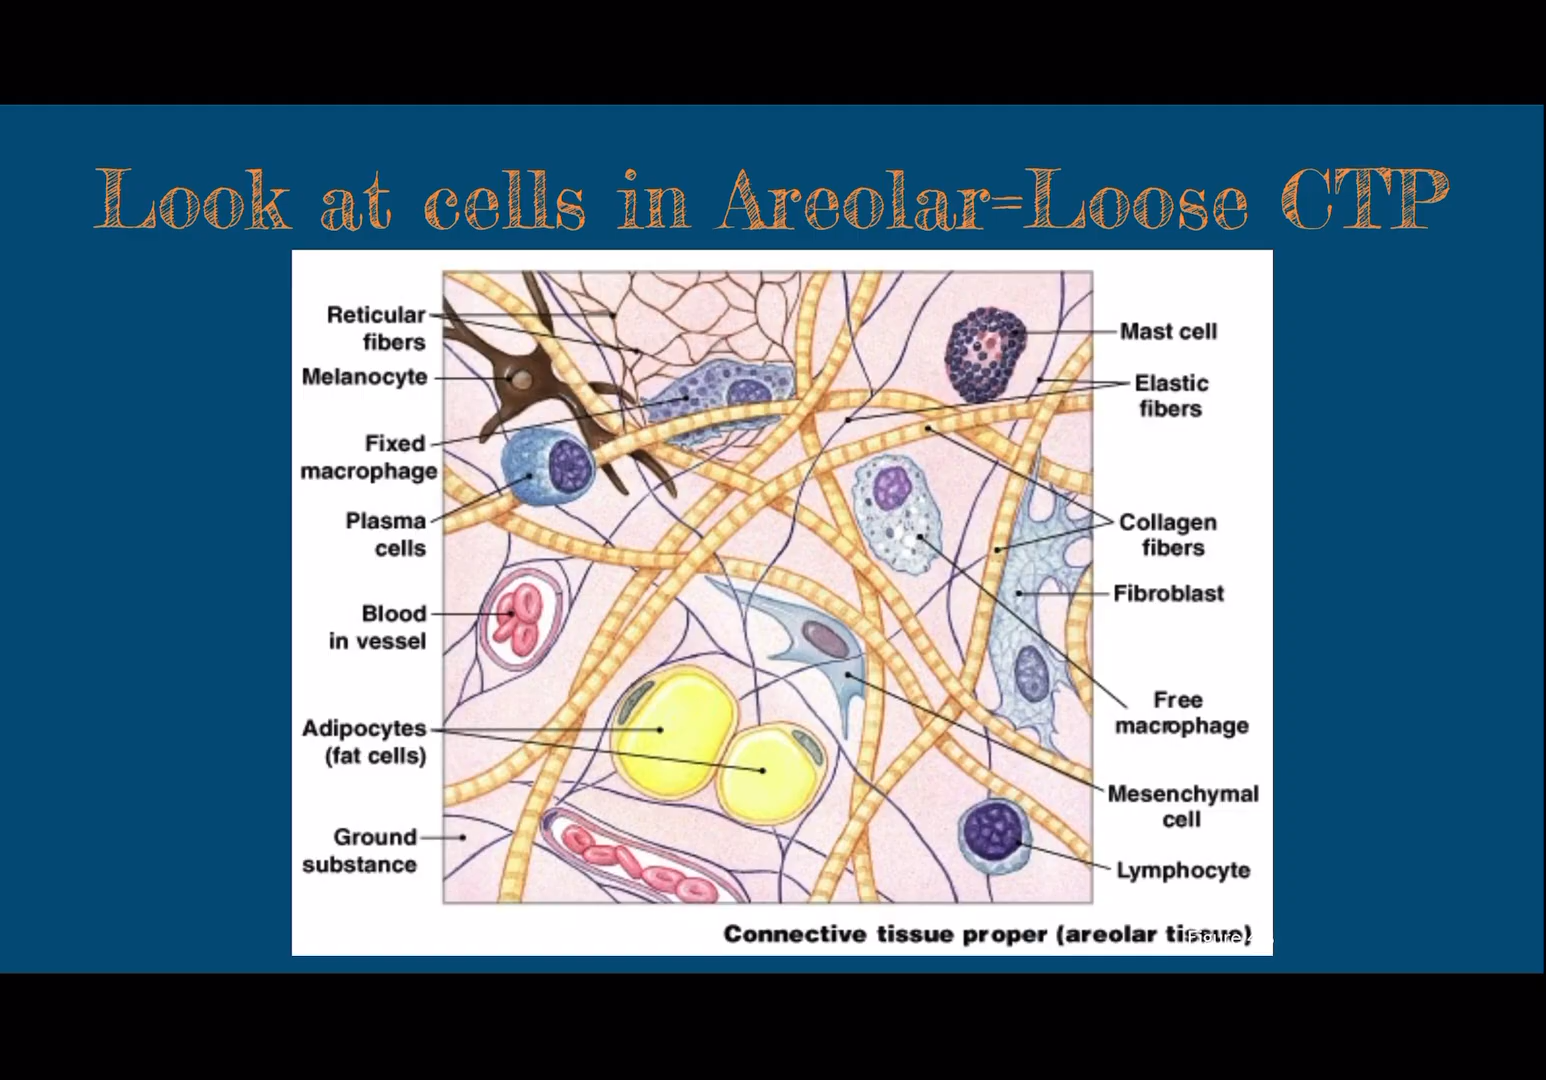 Look at cells in Areolar=Loose CTP
Reticular
fibers
Melanocyte
Fixed
macrophage
Plasma
cells
Blood
in vessel
Adipocytes
(fat cells)
Ground
substance
Mast cell
Elastic
fibers
Collagen
fibers
Fibroblast
Free
macrophage
Mesenchymal
cell
Lymphocyte
Connective tissue proper (areolar tissue)
Figure